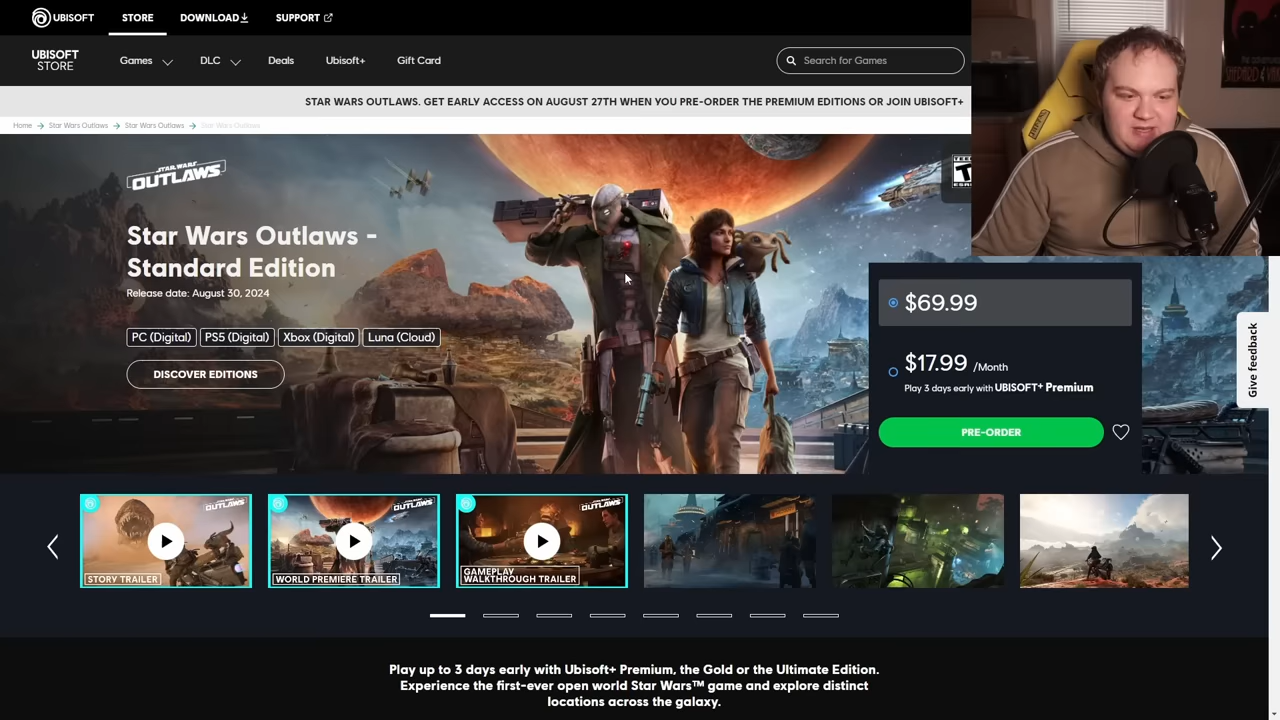 UBISOFT
STORE
DOWNLOAD
SUPPORT
UBISOFT
STORE
Games
DLC
Deals
Ubisoft+
Gift Card
Search for Games
STAR WARS OUTLAWS. GET EARLY ACCESS ON AUGUST 27TH WHEN YOU PRE-ORDER THE PREMIUM EDITIONS OR JOIN UBISOFT+
Home
Star Wars Outlaws
Star Wars Outlaws
Star Wars Outlaws
STAR WARS
OUTLAWS
Star Wars Outlaws -
Standard Edition
Release date: August 30, 2024
PC (Digital)
PS5 (Digital)
Xbox (Digital)
Luna (Cloud)
DISCOVER EDITIONS
$69.99
$17.99 /Month
Play 3 days early with UBISOFT+ Premium
PRE-ORDER
Give feedback
OUTLAWS
STORY TRAILER
OUTLAWS
WORLD PREMIERE TRAILER
OUTLAWS
GAMEPLAY
WALKTHROUGH TRAILER
Play up to 3 days early with Ubisoft+ Premium, the Gold or the Ultimate Edition.
Experience the first-ever open world Star Wars™ game and explore distinct
locations across the galaxy.